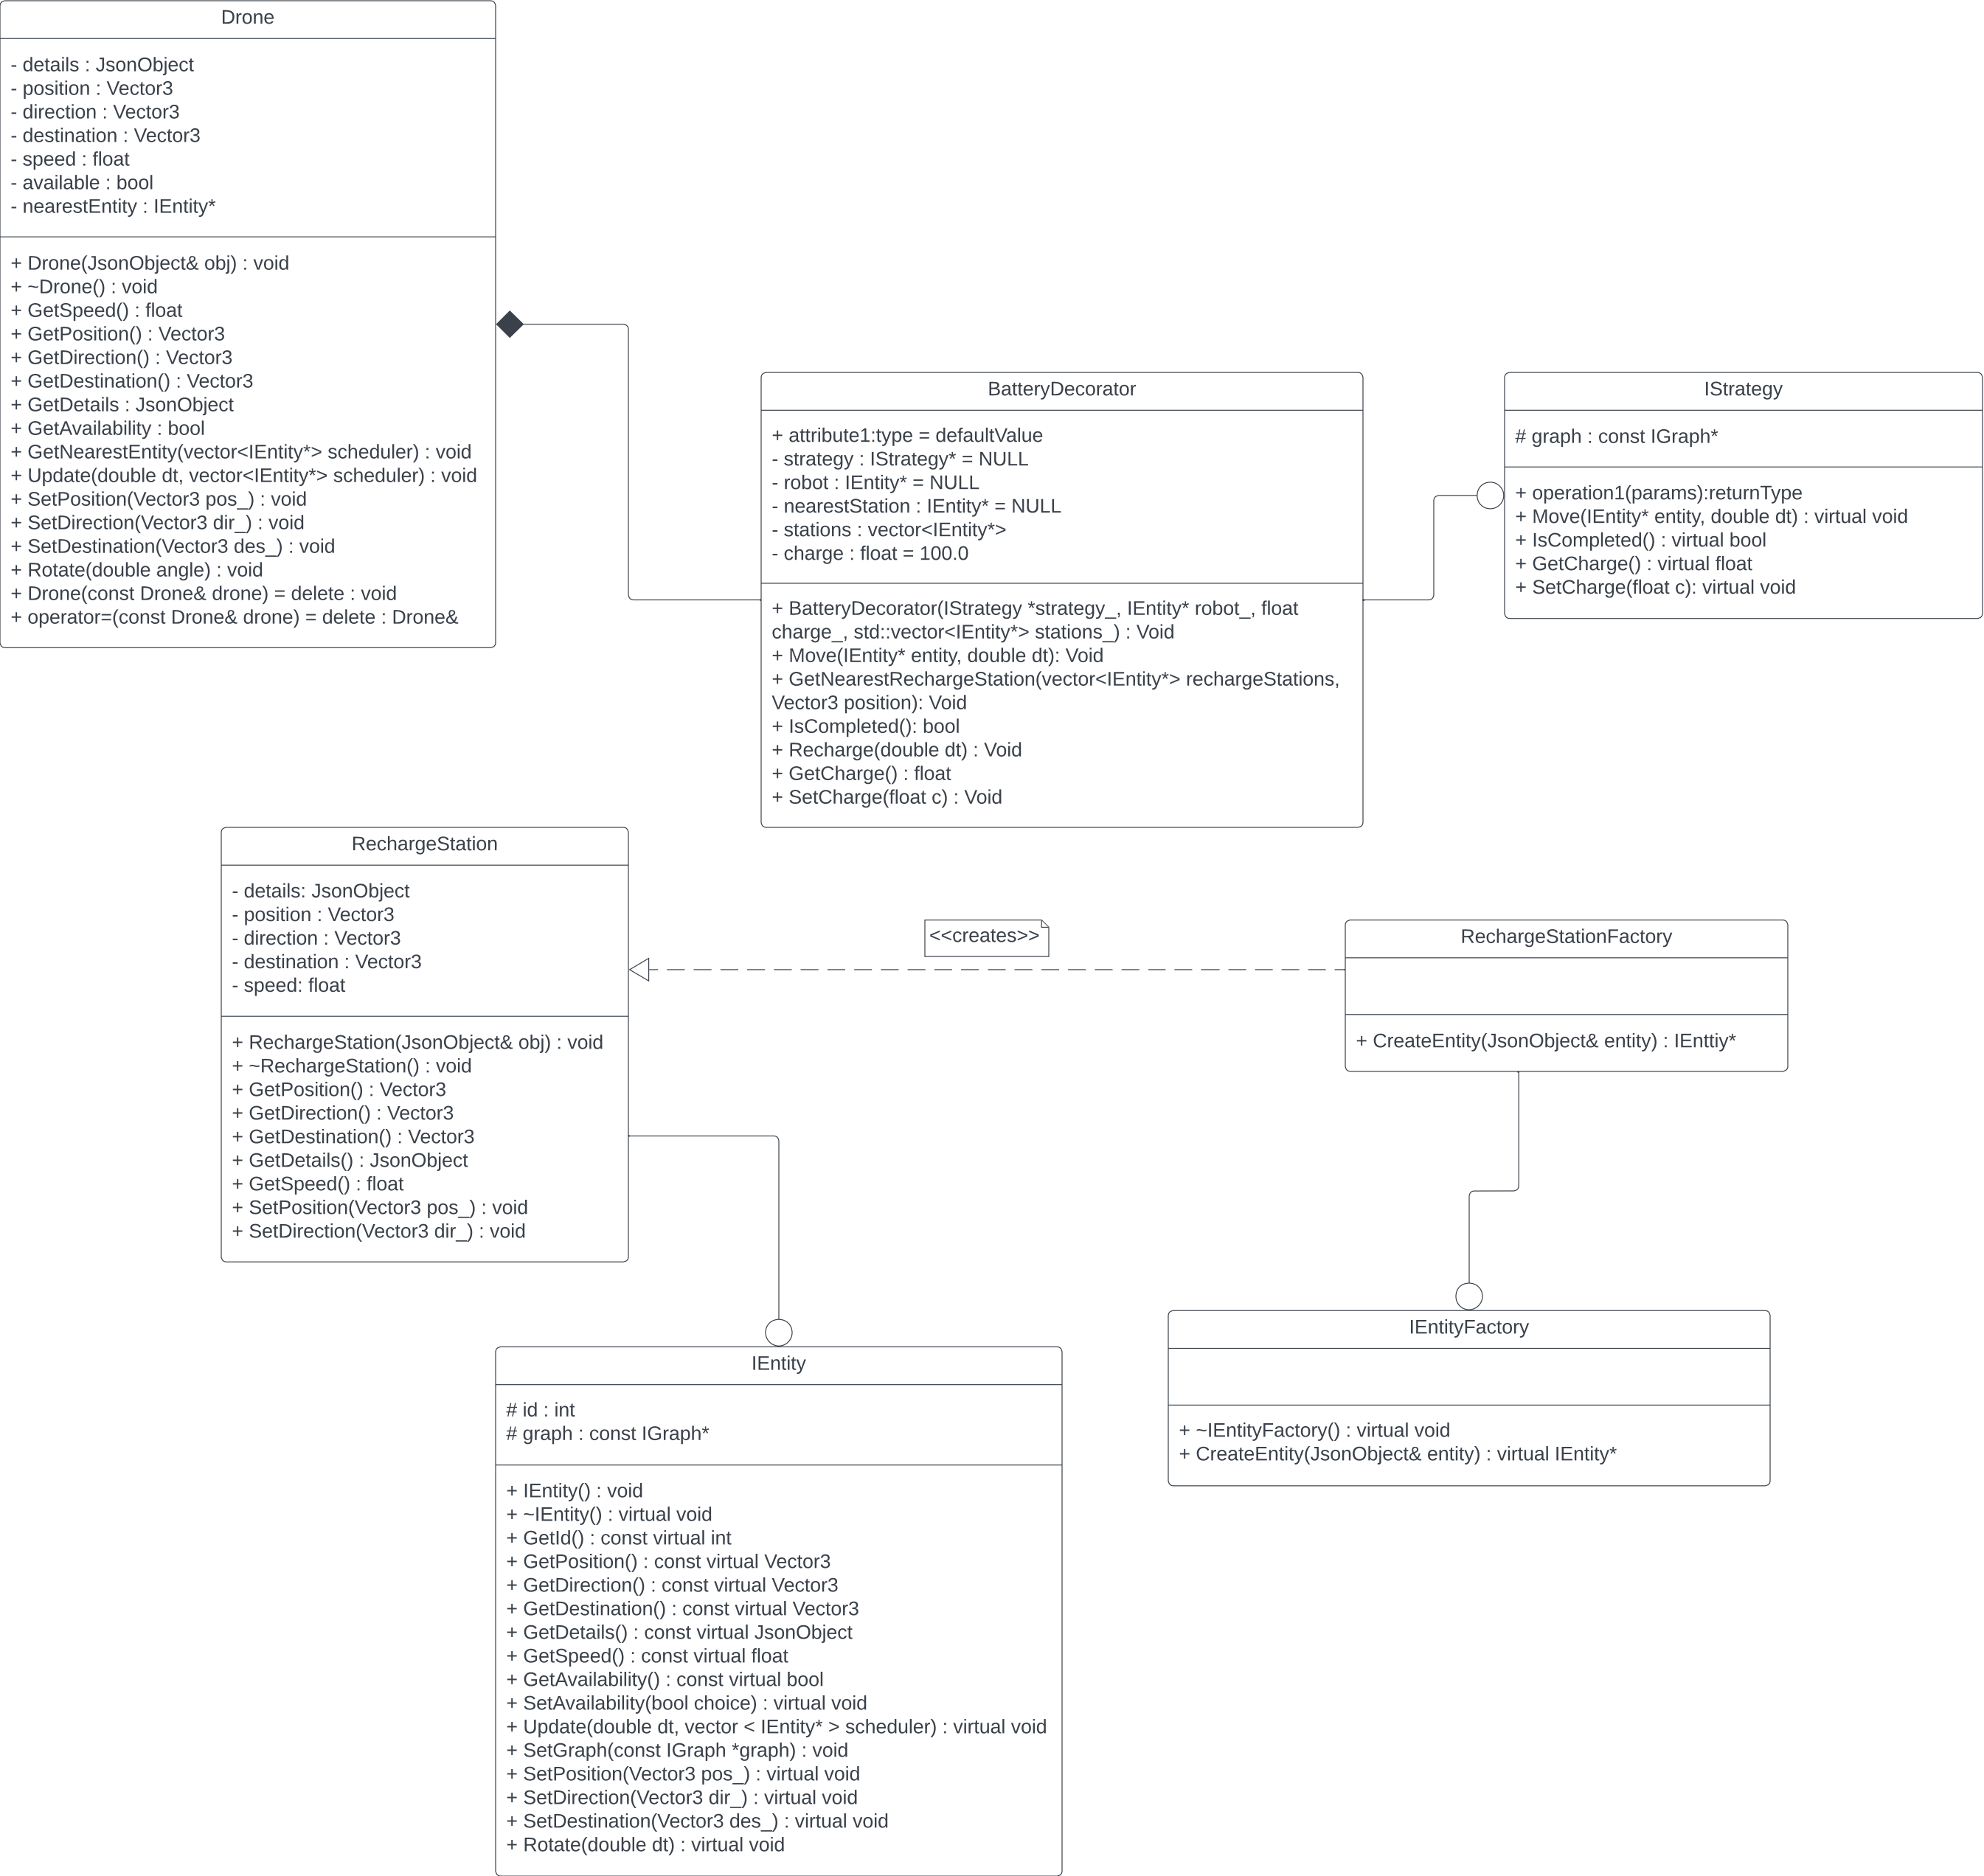 Drone
- details : JsonObject
- position : Vector3
- direction : Vector3
- destination : Vector3
- speed : float
- available : bool
- nearestEntity : IEntity*
+ Drone(JsonObject& obj) : void
+ ~Drone() : void
+ GetSpeed() : float
+ GetPosition() : Vector3
+ GetDirection() : Vector3
+ GetDestination() : Vector3
+ GetDetails : JsonObject
+ GetAvailability : bool
+ GetNearestEntity(vector<IEntity*> scheduler) : void
+ Update(double dt, vector<IEntity*> scheduler) : void
+ SetPosition(Vector3 pos_) : void
+ SetDirection(Vector3 dir_) : void
+ SetDestination(Vector3 des_) : void
+ Rotate(double angle) : void
+ Drone(const Drone& drone) = delete : void
+ operator=(const Drone& drone) = delete : Drone&
BatteryDecorator
+ attribute1:type = defaultValue
- strategy : IStrategy* = NULL
- robot : IEntity* = NULL
- nearestStation : IEntity* = NULL
- stations : vector<IEntity*>
- charge : float = 100.0
+ BatteryDecorator(IStrategy *strategy_, IEntity* robot_, float
charge_, std::vector<IEntity*> stations_) : Void
+ Move(IEntity* entity, double dt): Void
+ GetNearestRechargeStation(vector<IEntity*> rechargeStations,
Vector3 position): Void
+ IsCompleted(): bool
+ Recharge(double dt) : Void
+ GetCharge() : float
+ SetCharge(float c) : Void
IStrategy
# graph : const IGraph*
+ operation1(params):returnType
+ Move(IEntity* entity, double dt) : virtual void
+ IsCompleted() : virtual bool
+ GetCharge() : virtual float
+ SetCharge(float c): virtual void
RechargeStation
- details: JsonObject
- position : Vector3
- direction : Vector3
- destination : Vector3
- speed: float
+ RechargeStation(JsonObject& obj) : void
+ ~RechargeStation() : void
+ GetPosition() : Vector3
+ GetDirection() : Vector3
+ GetDestination() : Vector3
+ GetDetails() : JsonObject
+ GetSpeed() : float
+ SetPosition(Vector3 pos_) : void
+ SetDirection(Vector3 dir_) : void
<<creates>>
RechargeStationFactory
+ CreateEntity(JsonObject& entity) : IEnttiy*
IEntity
# id : int
# graph : const IGraph*
+ IEntity() : void
+ ~IEntity() : virtual void
+ GetId() : const virtual int
+ GetPosition() : const virtual Vector3
+ GetDirection() : const virtual Vector3
+ GetDestination() : const virtual Vector3
+ GetDetails() : const virtual JsonObject
+ GetSpeed() : const virtual float
+ GetAvailability() : const virtual bool
+ SetAvailability(bool choice) : virtual void
+ Update(double dt, vector < IEntity* > scheduler) : virtual void
+ SetGraph(const IGraph *graph) : void
+ SetPosition(Vector3 pos_) : virtual void
+ SetDirection(Vector3 dir_) : virtual void
+ SetDestination(Vector3 des_) : virtual void
+ Rotate(double dt) : virtual void
IEntityFactory
+ ~IEntityFactory() : virtual void
+ CreateEntity(JsonObject& entity) : virtual IEntity*